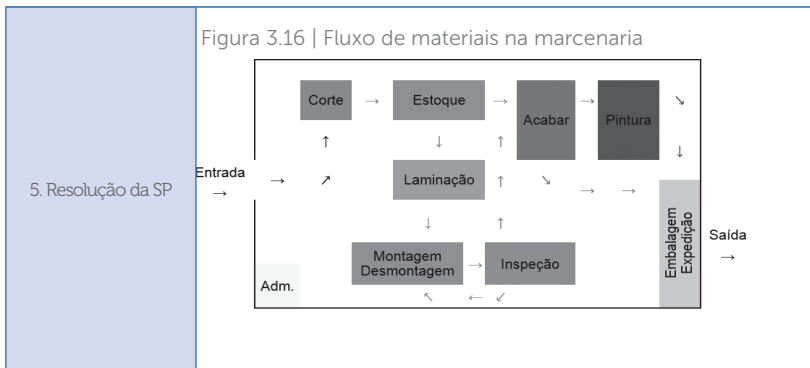 Figura 3.16 | Fluxo de materiais na marcenaria
5. Resolução da SP
Corte → Estoque → Acabar → Pintura ↘
↑ ↓ ↑ ↓
Entrada
→ → ↗ Laminação ↑ ↘ → →
↓ ↑
Embalagem
Expedição
Saída
→
Montagem
Desmontagem
→ Inspeção
Adm.
↖ ← ↙